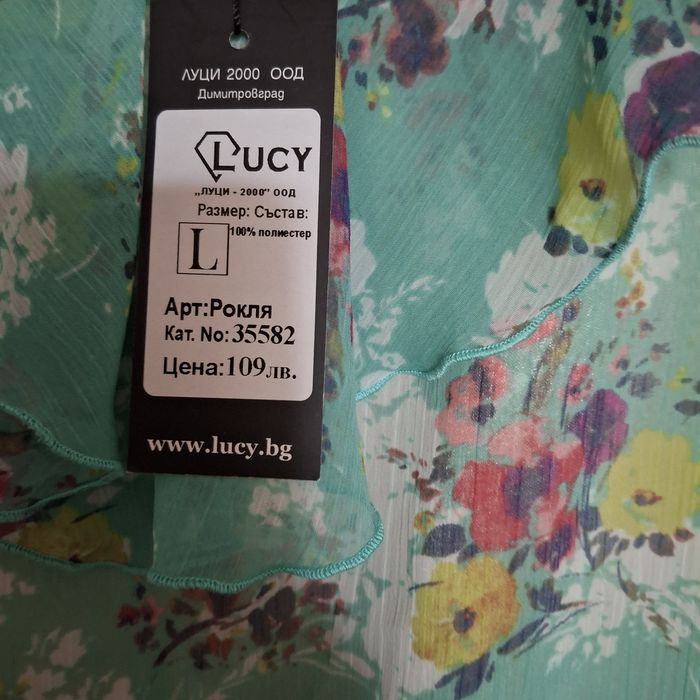 ЛУЦИ 2000 ООД
Димитровград
LUCY
„ЛУЦИ - 2000" ООД
Размер: Състав:
L 100% полиестер
Арт:Рокля
Кат. No: 35582
Цена:109лв.
www.lucy.bg